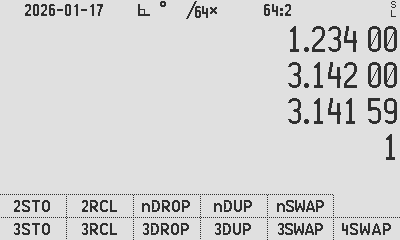 2026-01-17 ⊾ ° /64× 64:2 S L
1.234 00
3.142 00
3.141 59
1
2STO 2RCL nDROP nDUP nSWAP
3STO 3RCL 3DROP 3DUP 3SWAP 4SWAP